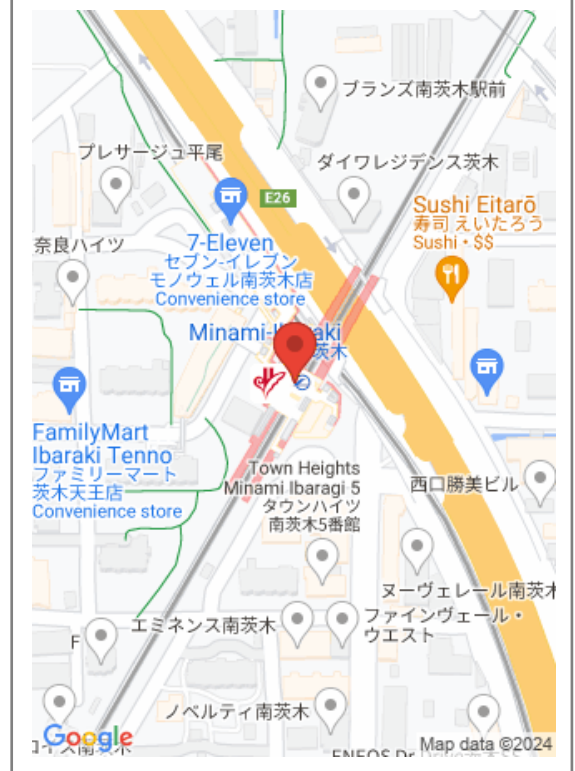 ブランズ南茨木駅前
プレサージュ平尾
ダイワレジデンス茨木
E26
Sushi Eitarō
寿司 えいたろう
Sushi・$$
7-Eleven
セブン-イレブン
モノウェル南茨木店
Convenience store
奈良ハイツ
茨木
FamilyMart
Ibaraki Tenno
ファミリーマート
茨木天王店
Convenience store
Town Heights
Minami Ibaragi 5
タウンハイツ
南茨木5番館
西口勝美ビル
ヌーヴェレール南茨木
エミネンス南茨木
ファインヴェール・
ウエスト
F
ノベルティ南茨木
Google
Map data ©2024